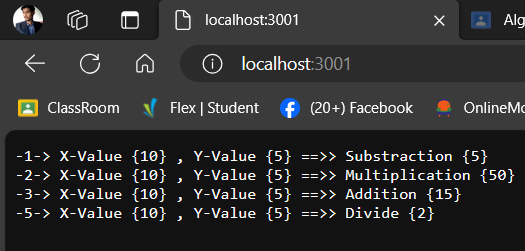 localhost:3001
Alg
localhost:3001
ClassRoom
Flex | Student
(20+) Facebook
OnlineMo
-1-> X-Value {10} , Y-Value {5} ==>> Substraction {5}
-2-> X-Value {10} , Y-Value {5} ==>> Multiplication {50}
-3-> X-Value {10} , Y-Value {5} ==>> Addition {15}
-5-> X-Value {10} , Y-Value {5} ==>> Divide {2}